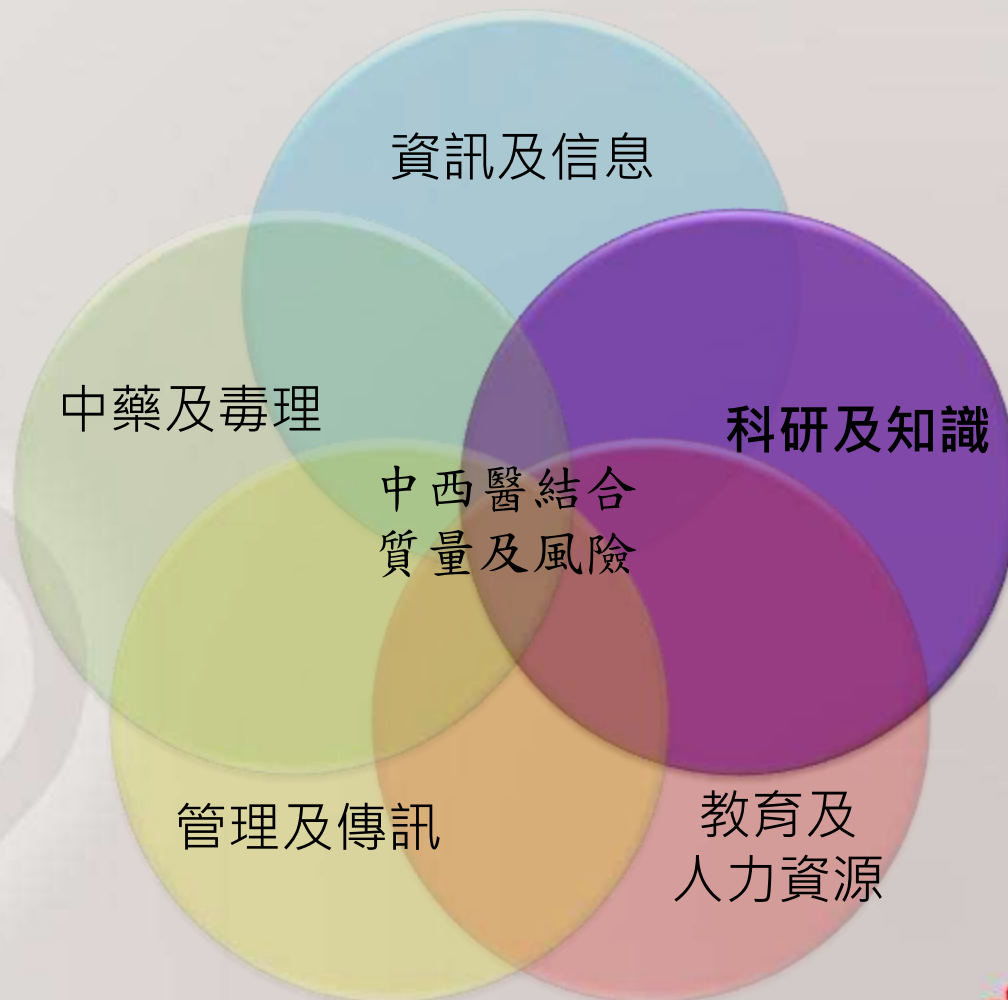 資訊及信息
中藥及毒理
科研及知識
中西醫結合
質量及風險
管理及傳訊
教育及
人力資源